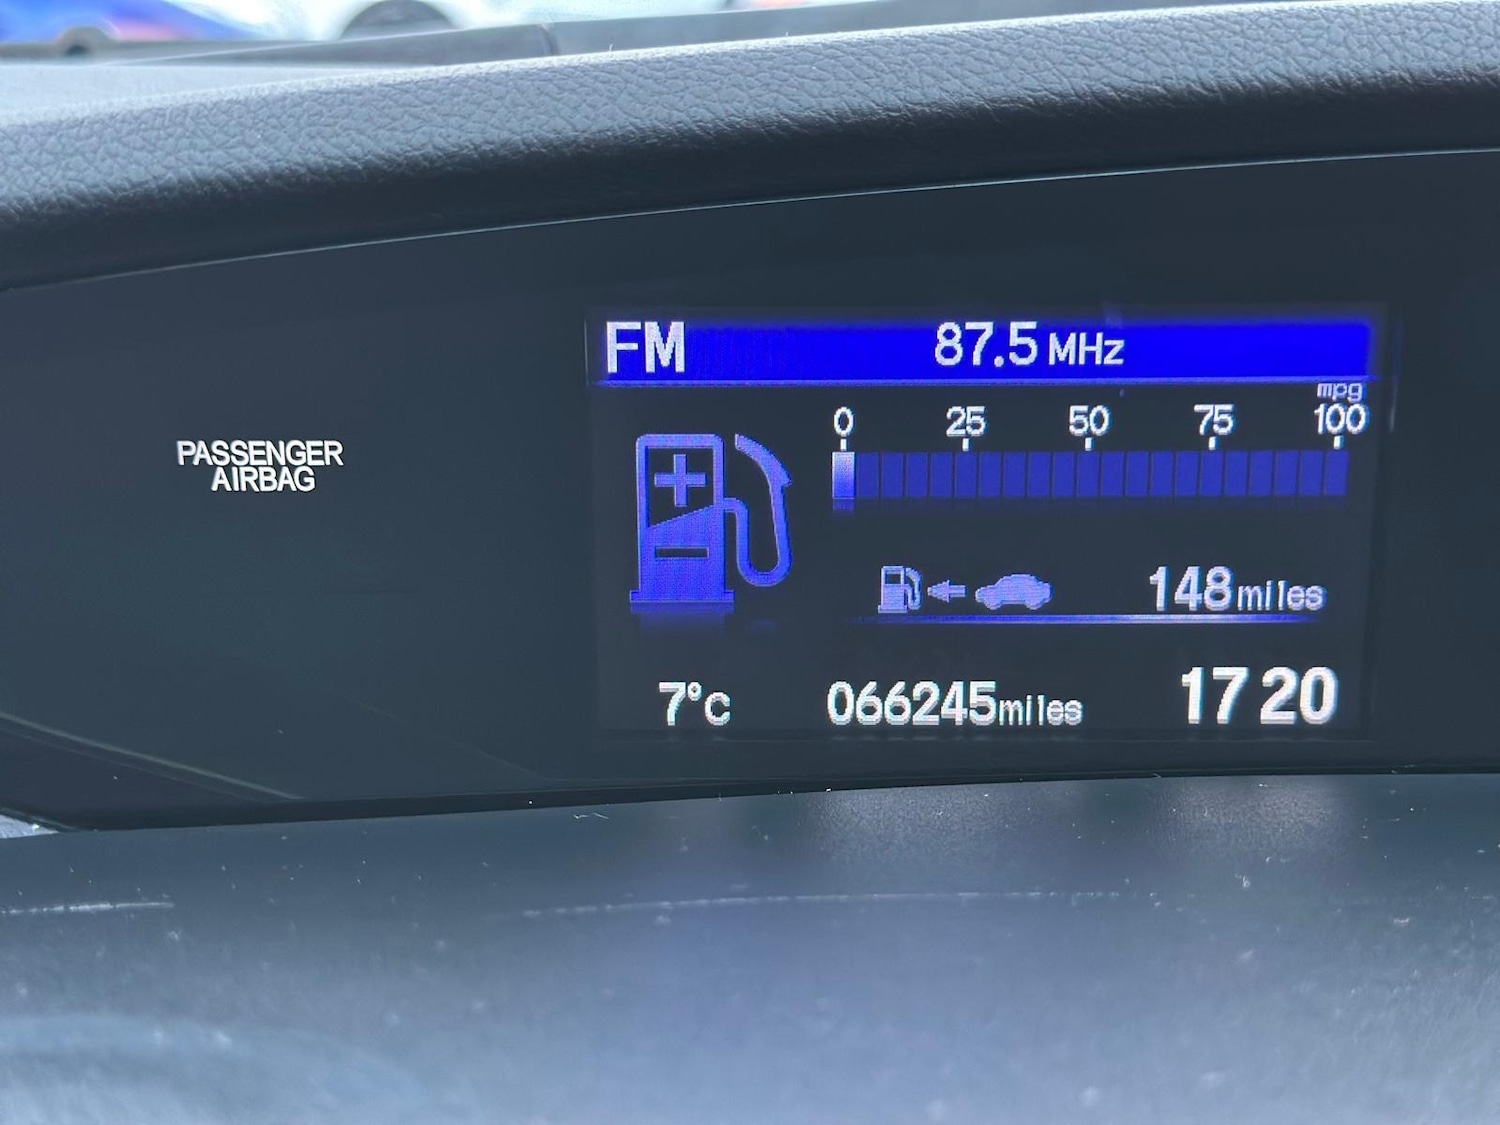 FM 87.5 MHz
mpg
0 25 50 75 100
PASSENGER
AIRBAG
148 miles
7°C 066245 miles 17 20